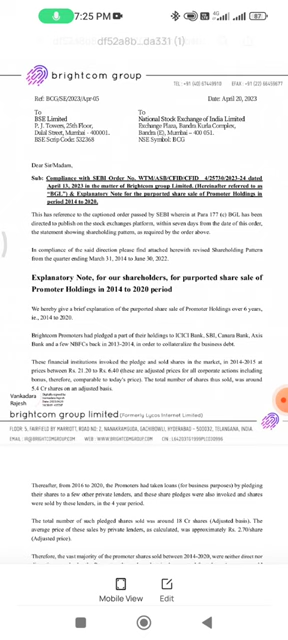 7:25 PM
87
df52a8b...da331 (1)
brightcom group
Ref: BCG/SE/2023/Apr-05 Date: April 20, 2023
To To
BSE Limited National Stock Exchange of India Limited
P. J. Towers, 25th Floor, Exchange Plaza, Bandra Kurla Complex,
Dalal Street, Mumbai - 400001. Bandra (E), Mumbai – 400 051.
BSE Scrip Code: 532368 NSE Symbol: BCG
Dear Sir/Madam,
Sub: Compliance with SEBI Order No. WTM/ASB/CFID/CFID_4/25730/2023-24 dated
April 13, 2023 in the matter of Brightcom group Limited. (Hereinafter referred to as
"BGL") & Explanatory Note for the purported share sale of Promoter Holdings in
period 2014 to 2020.
This has reference to the captioned order passed by SEBI wherein at Para 177 (c) BGL has been
directed to publish on the stock exchanges platform, within seven days from the date of this order,
the statement showing shareholding pattern, as required by the above order.
In compliance of the said direction please find attached herewith revised Shareholding Pattern
from the quarter ending March 31, 2014 to June 30, 2022.
Explanatory Note, for our shareholders, for purported share sale of
Promoter Holdings in 2014 to 2020 period
We hereby give a brief explanation of the purported share sale of Promoter Holdings over 6 years,
ie., 2014 to 2020.
Brightcom Promoters had pledged a part of their holdings to ICICI Bank, SBI, Canara Bank, Axis
Bank and a few NBFC's back in 2013-2014, in order to collateralize the business debt.
These financial institutions invoked the pledge and sold shares in the market, in 2014-2015 at
prices between Rs. 21.20 to Rs. 6.40 (these are adjusted prices for all corporate actions including
bonus, therefore, comparable to today's price). The total number of shares thus sold, was around
5.4 Cr shares on an adjusted basis.
Vankadara
Rajesh
brightcom group limited (Formerly Lycos Internet Limited)
FLOOR: 5, FAIRFIELD BY MARRIOTT, ROAD NO: 2, NANAKRAMGUDA, GACHIBOWLI, HYDERABAD – 500032, TELANGANA, INDIA.
Thereafter, from 2016 to 2020, the Promoters had taken loans (for business purposes) by pledging
their shares to a few other private lenders, and these share pledges were also invoked and shares
were sold by those lenders, in the 4 year period.
The total number of such pledged shares sold was around 18 Cr shares (Adjusted basis). The
average price of these sales by private lenders, as calculated, was approximately Rs. 2.70/share
(Adjusted price).
Therefore, the vast majority of the promoter shares sold between 2014-2020, were neither direct nor
Mobile View Edit